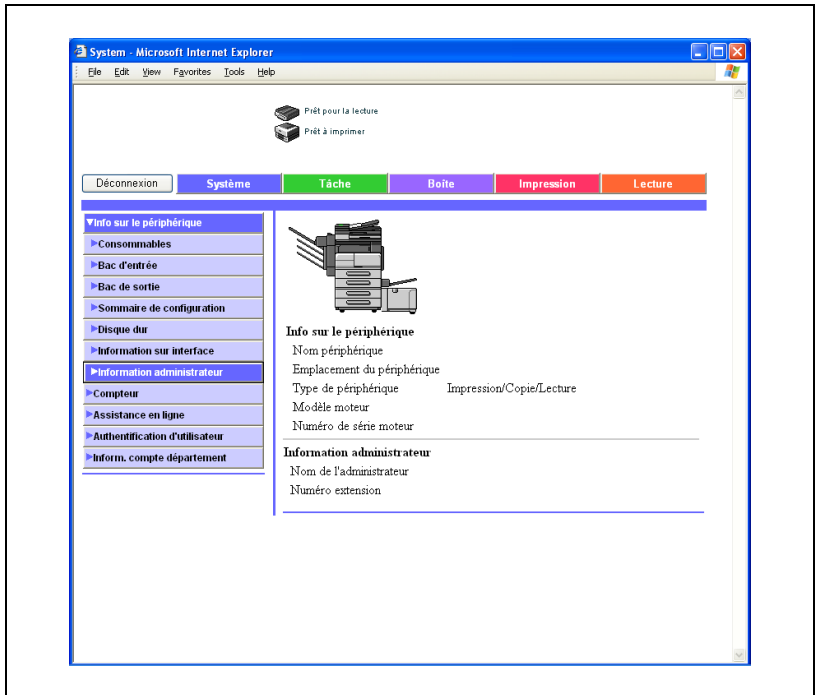 System - Microsoft Internet Explorer
File Edit View Favorites Tools Help
Prêt pour la lecture
Prêt à imprimer
Déconnexion Système Tâche Boîte Impression Lecture
Info sur le périphérique
Consommables
Bac d'entrée
Bac de sortie
Sommaire de configuration
Disque dur
Information sur interface
Information administrateur
Compteur
Assistance en ligne
Authentification d'utilisateur
Inform. compte département
Info sur le périphérique
Nom périphérique
Emplacement du périphérique
Type de périphérique Impression/Copie/Lecture
Modèle moteur
Numéro de série moteur
Information administrateur
Nom de l'administrateur
Numéro extension